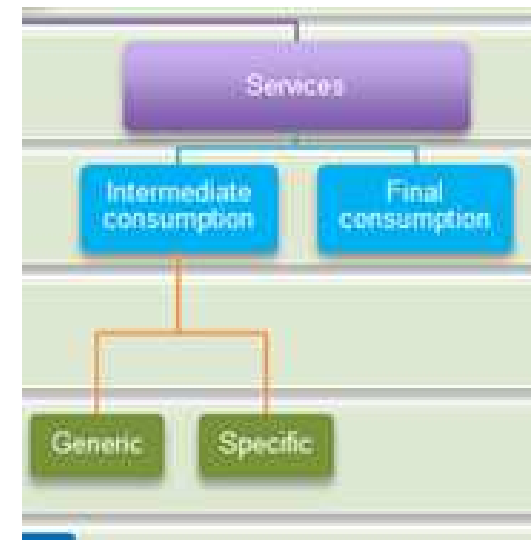 Services
Intermediate
consumption
Final
consumption
Generic
Specific